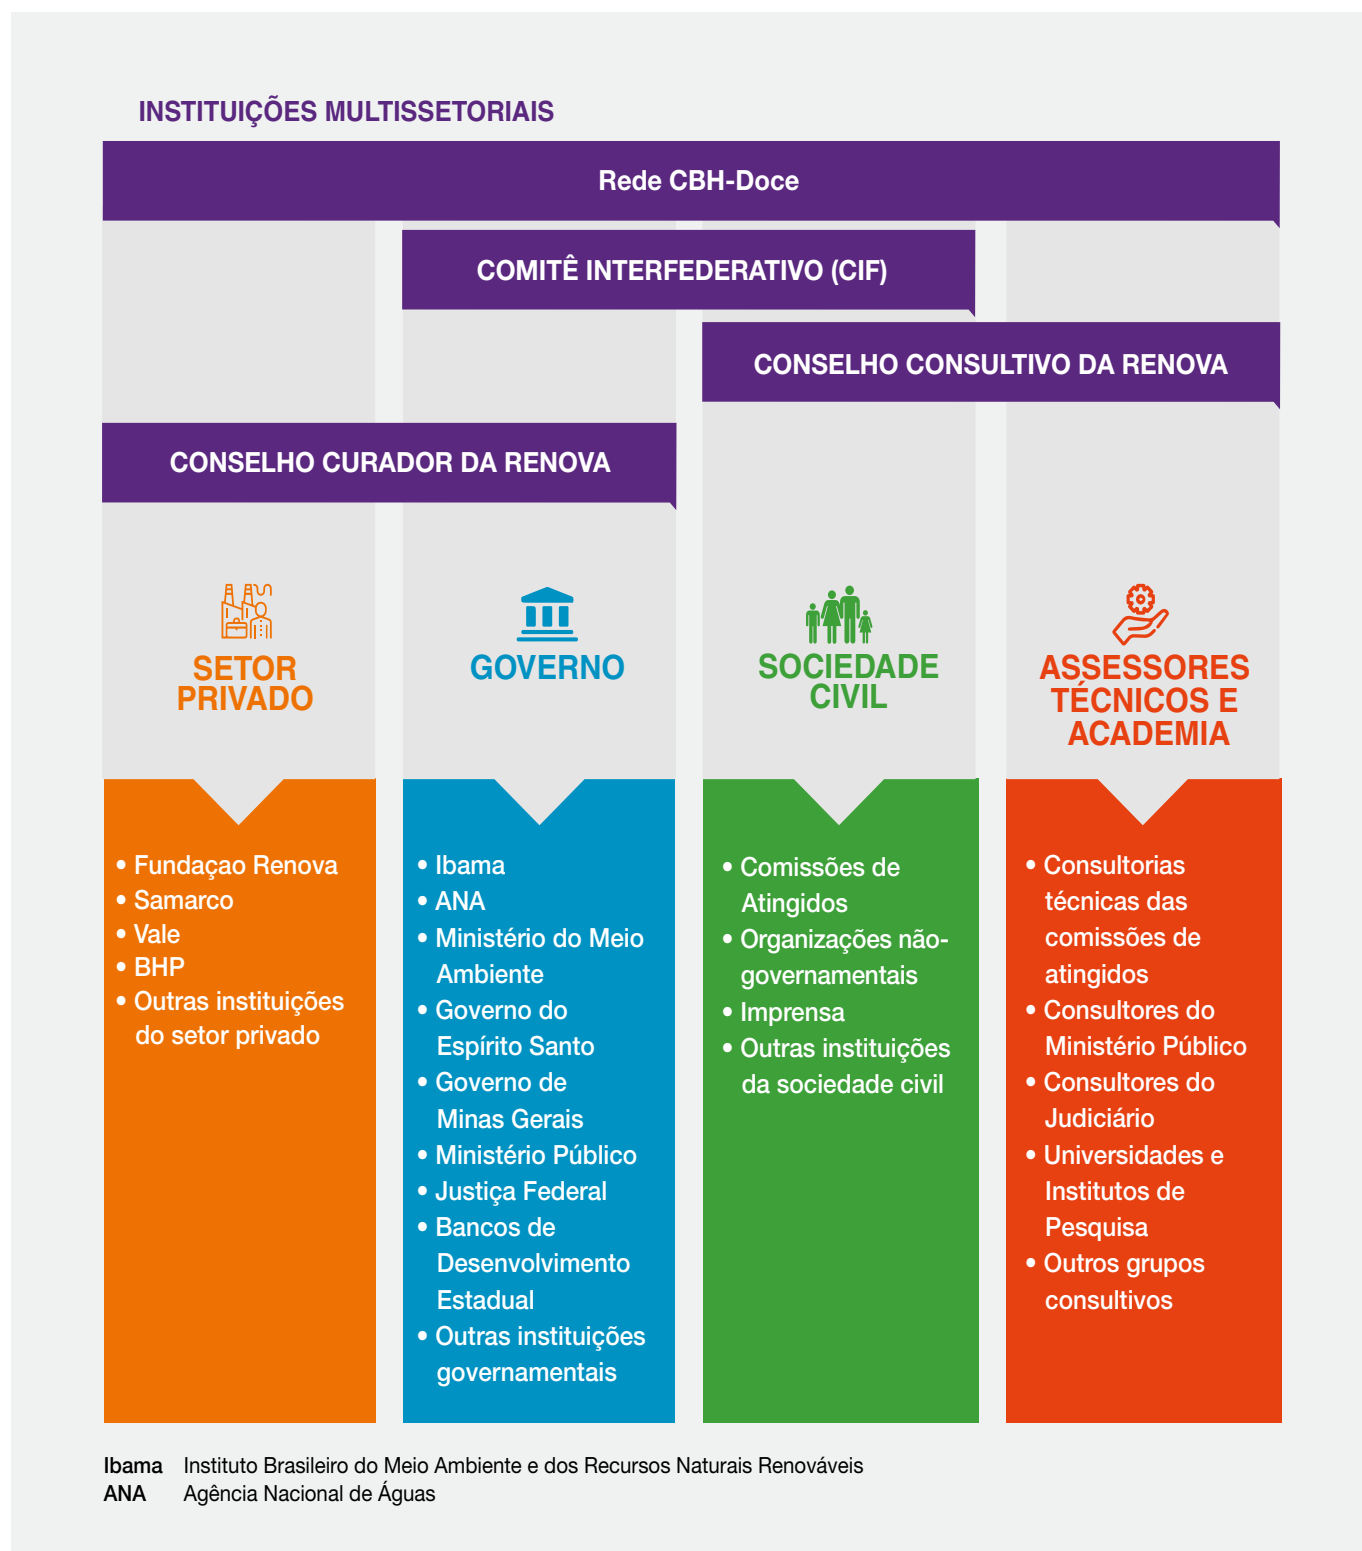 INSTITUIÇÕES MULTISSETORIAIS
Rede CBH-Doce
COMITÊ INTERFEDERATIVO (CIF)
CONSELHO CONSULTIVO DA RENOVA
CONSELHO CURADOR DA RENOVA
SETOR
PRIVADO
• Fundaçao Renova
• Samarco
• Vale
• BHP
• Outras instituições
do setor privado
GOVERNO
• Ibama
• ANA
• Ministério do Meio
Ambiente
• Governo do
Espírito Santo
• Governo de
Minas Gerais
• Ministério Público
• Justiça Federal
• Bancos de
Desenvolvimento
Estadual
• Outras instituições
governamentais
SOCIEDADE
CIVIL
• Comissões de
Atingidos
• Organizações não-
governamentais
• Imprensa
• Outras instituições
da sociedade civil
ASSESSORES
TÉCNICOS E
ACADEMIA
• Consultorias
técnicas das
comissões de
atingidos
• Consultores do
Ministério Público
• Consultores do
Judiciário
• Universidades e
Institutos de
Pesquisa
• Outros grupos
consultivos
Ibama Instituto Brasileiro do Meio Ambiente e dos Recursos Naturais Renováveis
ANA Agência Nacional de Águas